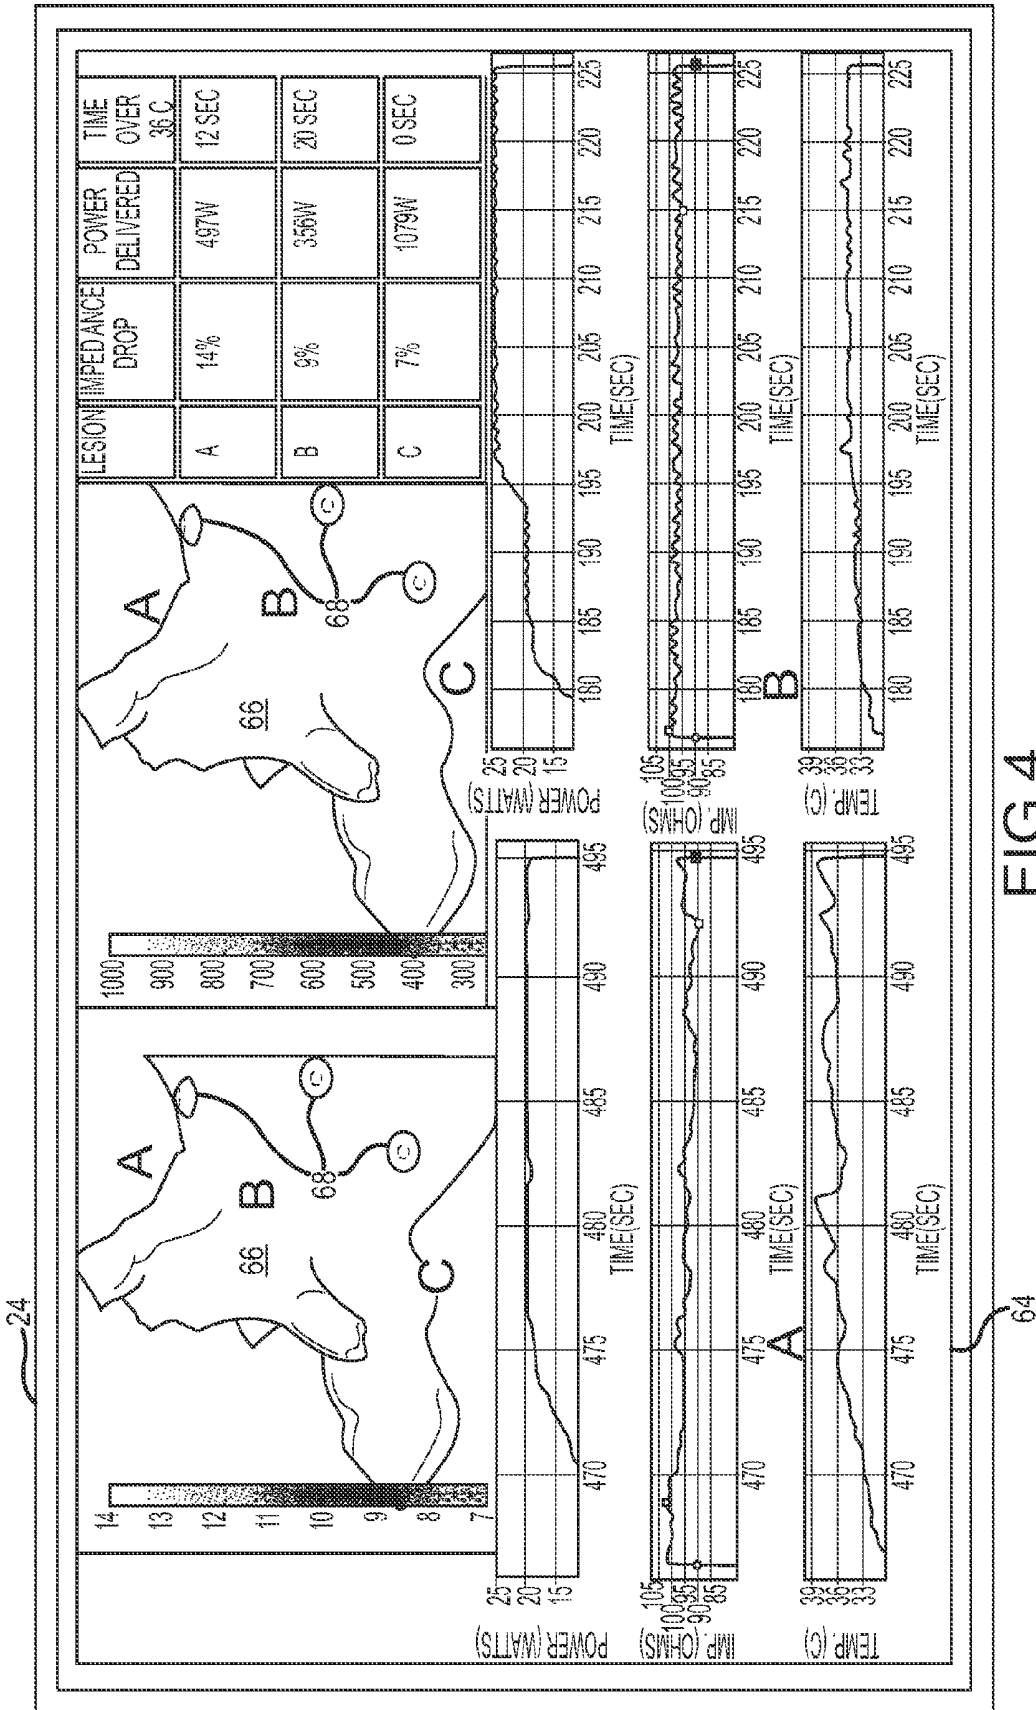 24
14
13
12
11
10
9
8
7
A
B
C
66
68
C
C
1000
900
800
700
600
500
400
300
A
B
C
66
68
C
C
LESION IMPEDANCE DROP POWER DELIVERED TIME OVER 36 C
A 14% 497W 12 SEC
B 9% 356W 20 SEC
C 7% 1079W 0 SEC
POWER (WATTS)
25
20
15
POWER (WATTS)
25
20
15
470 475 480 485 490 495
TIME(SEC)
180 185 190 195 200 205 210 215 220 225
TIME(SEC)
IMP. (OHMS)
105
100
95
90
85
IMP. (OHMS)
105
100
95
90
85
470 475 480 485 490 495
TIME(SEC)
180 185 190 195 200 205 210 215 220 225
TIME(SEC)
A
B
TEMP. (C)
39
36
33
TEMP. (C)
39
36
33
470 475 480 485 490 495
TIME(SEC)
180 185 190 195 200 205 210 215 220 225
TIME(SEC)
64
FIG.4